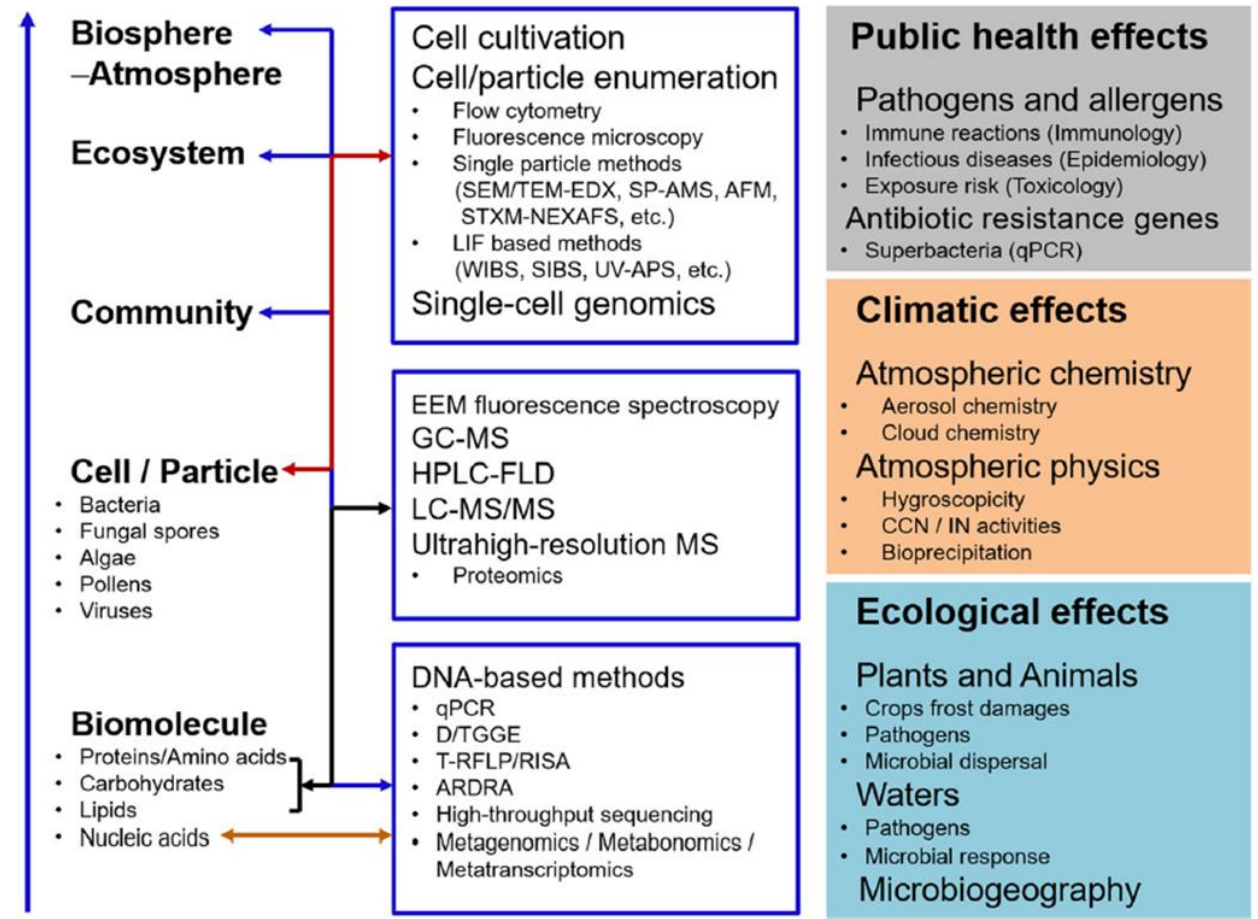 Biosphere
–Atmosphere
Ecosystem
Community
Cell / Particle
• Bacteria
• Fungal spores
• Algae
• Pollens
• Viruses
Biomolecule
• Proteins/Amino acids
• Carbohydrates
• Lipids
• Nucleic acids
Cell cultivation
Cell/particle enumeration
• Flow cytometry
• Fluorescence microscopy
• Single particle methods
(SEM/TEM-EDX, SP-AMS, AFM,
STXM-NEXAFS, etc.)
• LIF based methods
(WIBS, SIBS, UV-APS, etc.)
Single-cell genomics
EEM fluorescence spectroscopy
GC-MS
HPLC-FLD
LC-MS/MS
Ultrahigh-resolution MS
• Proteomics
DNA-based methods
• qPCR
• D/TGGE
• T-RFLP/RISA
• ARDRA
• High-throughput sequencing
• Metagenomics / Metabonomics /
Metatranscriptomics
Public health effects
Pathogens and allergens
• Immune reactions (Immunology)
• Infectious diseases (Epidemiology)
• Exposure risk (Toxicology)
Antibiotic resistance genes
• Superbacteria (qPCR)
Climatic effects
Atmospheric chemistry
• Aerosol chemistry
• Cloud chemistry
Atmospheric physics
• Hygroscopicity
• CCN / IN activities
• Bioprecipitation
Ecological effects
Plants and Animals
• Crops frost damages
• Pathogens
• Microbial dispersal
Waters
• Pathogens
• Microbial response
Microbiogeography